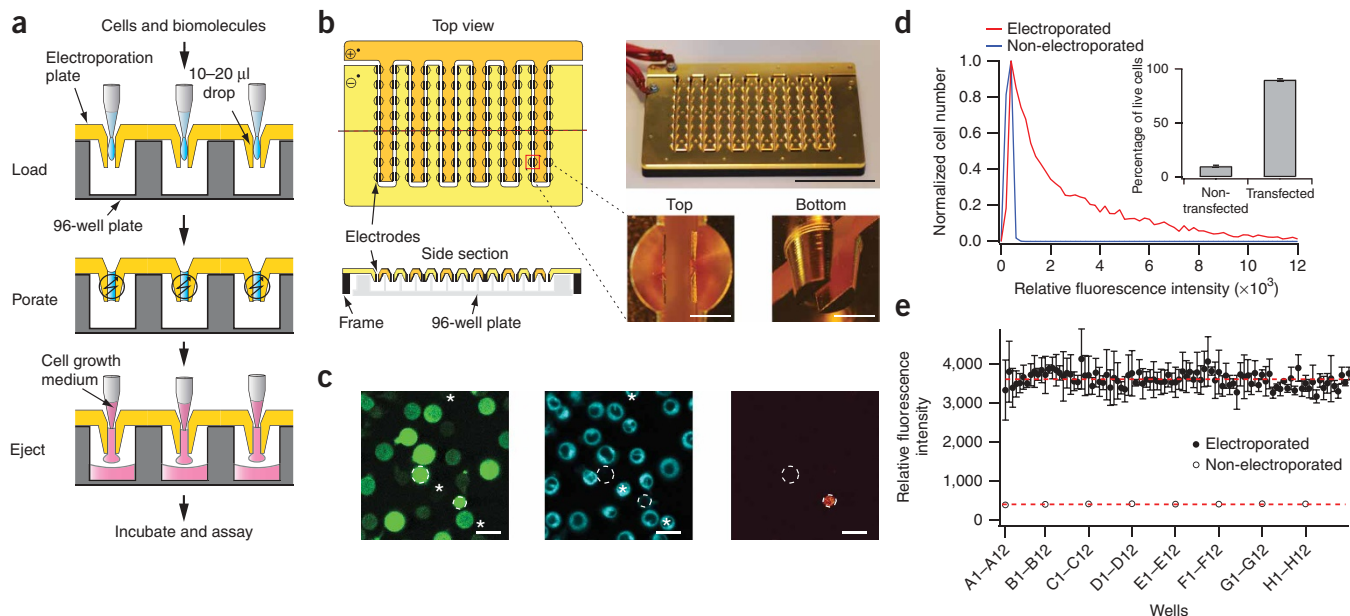 a
Cells and biomolecules
Electroporation
plate
10–20 μl
drop
Load
96-well plate
Porate
Cell growth
medium
Eject
Incubate and assay
b
Top view
+
–
Electrodes
Side section
Frame
96-well plate
Top
Bottom
c
*
*
*
*
*
*
d
Electroporated
Non-electroporated
Normalized cell number
1.0
0.8
0.6
0.4
0.2
0.0
0
2
4
6
8
10
12
Relative fluorescence intensity (×10³)
Percentage of live cells
100
50
0
Non-
transfected
Transfected
e
Relative fluorescence
intensity
4,000
3,000
2,000
1,000
0
Electroporated
Non-electroporated
A1–A12
B1–B12
C1–C12
D1–D12
E1–E12
F1–F12
G1–G12
H1–H12
Wells